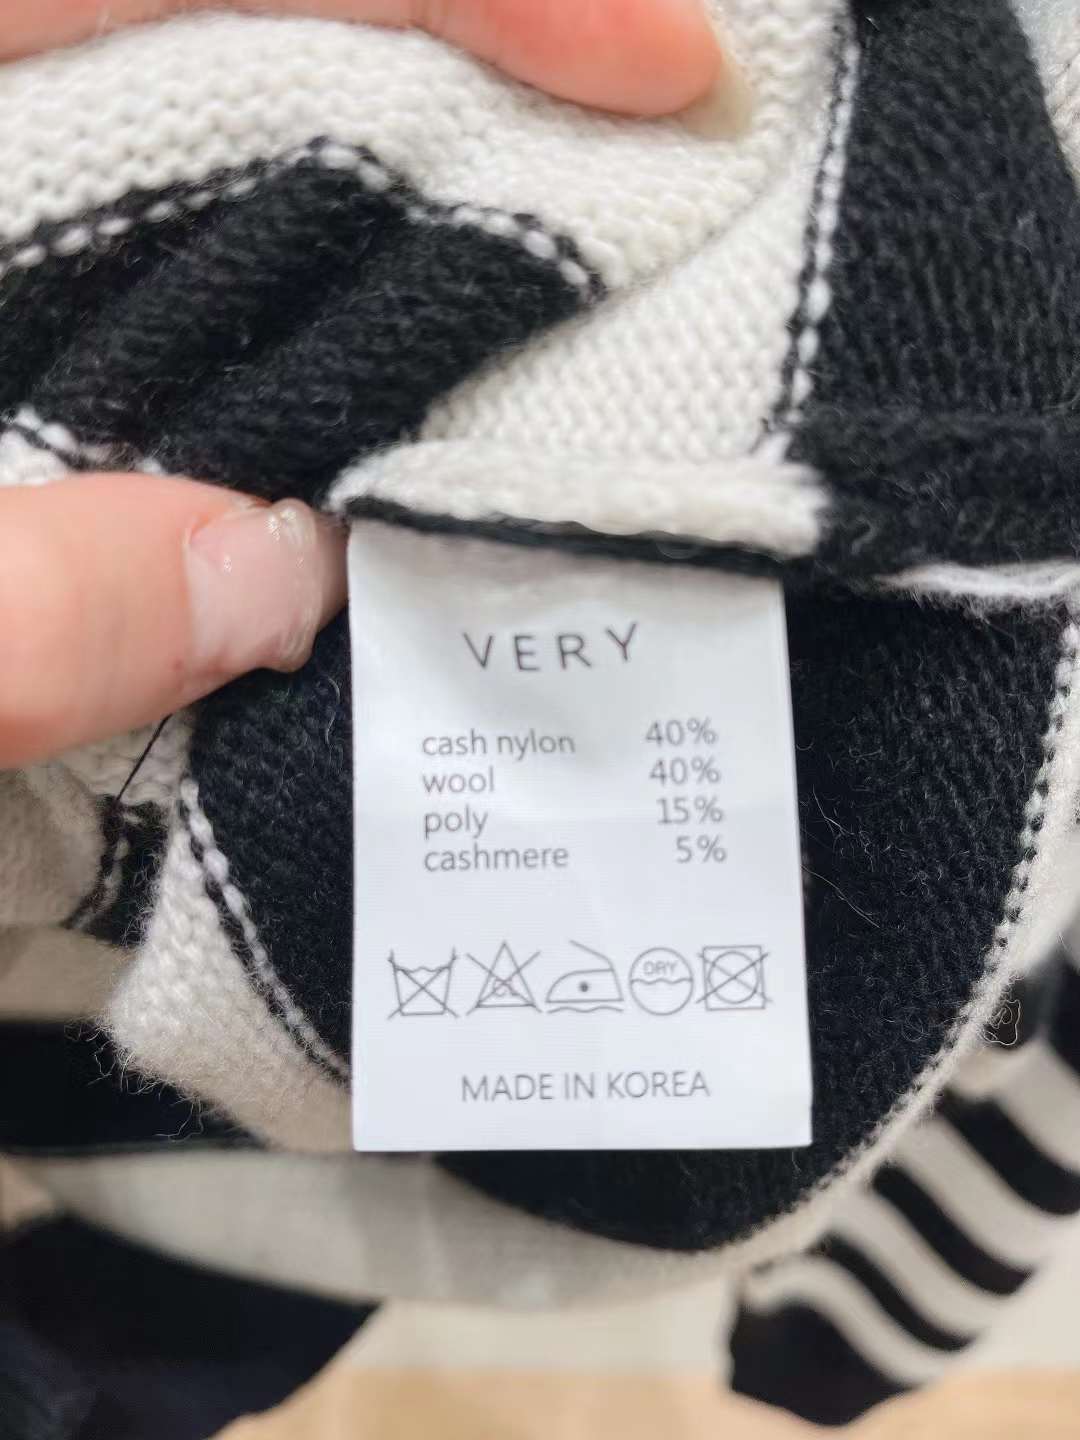 VERY
cash nylon 40%
wool 40%
poly 15%
cashmere 5%
DRY
MADE IN KOREA